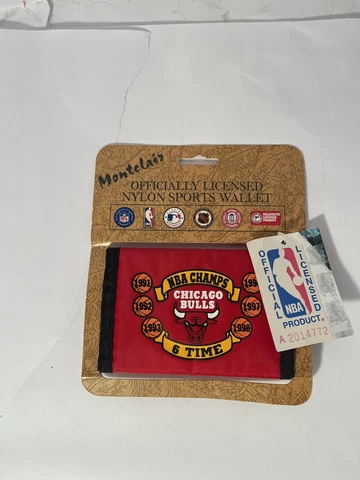 Montclair
OFFICIALLY LICENSED
NYLON SPORTS WALLET
NBA CHAMPS
CHICAGO
BULLS
1991
1992
1993
199
1997
1998
6 TIME
OFFICIAL
LICENSED
NBA
PRODUCT®
A 2014772